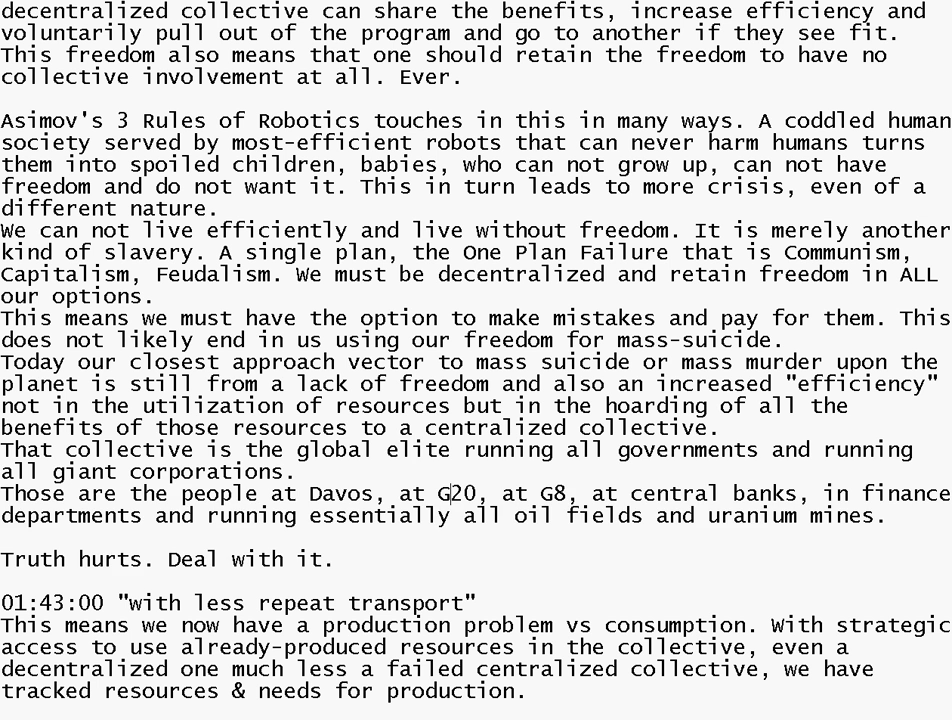 decentralized collective can share the benefits, increase efficiency and
voluntarily pull out of the program and go to another if they see fit.
This freedom also means that one should retain the freedom to have no
collective involvement at all. Ever.
Asimov's 3 Rules of Robotics touches in this in many ways. A coddled human
society served by most-efficient robots that can never harm humans turns
them into spoiled children, babies, who can not grow up, can not have
freedom and do not want it. This in turn leads to more crisis, even of a
different nature.
We can not live efficiently and live without freedom. It is merely another
kind of slavery. A single plan, the One Plan Failure that is Communism,
Capitalism, Feudalism. We must be decentralized and retain freedom in ALL
our options.
This means we must have the option to make mistakes and pay for them. This
does not likely end in us using our freedom for mass-suicide.
Today our closest approach vector to mass suicide or mass murder upon the
planet is still from a lack of freedom and also an increased "efficiency"
not in the utilization of resources but in the hoarding of all the
benefits of those resources to a centralized collective.
That collective is the global elite running all governments and running
all giant corporations.
Those are the people at Davos, at G20, at G8, at central banks, in finance
departments and running essentially all oil fields and uranium mines.
Truth hurts. Deal with it.
01:43:00 "with less repeat transport"
This means we now have a production problem vs consumption. With strategic
access to use already-produced resources in the collective, even a
decentralized one much less a failed centralized collective, we have
tracked resources & needs for production.